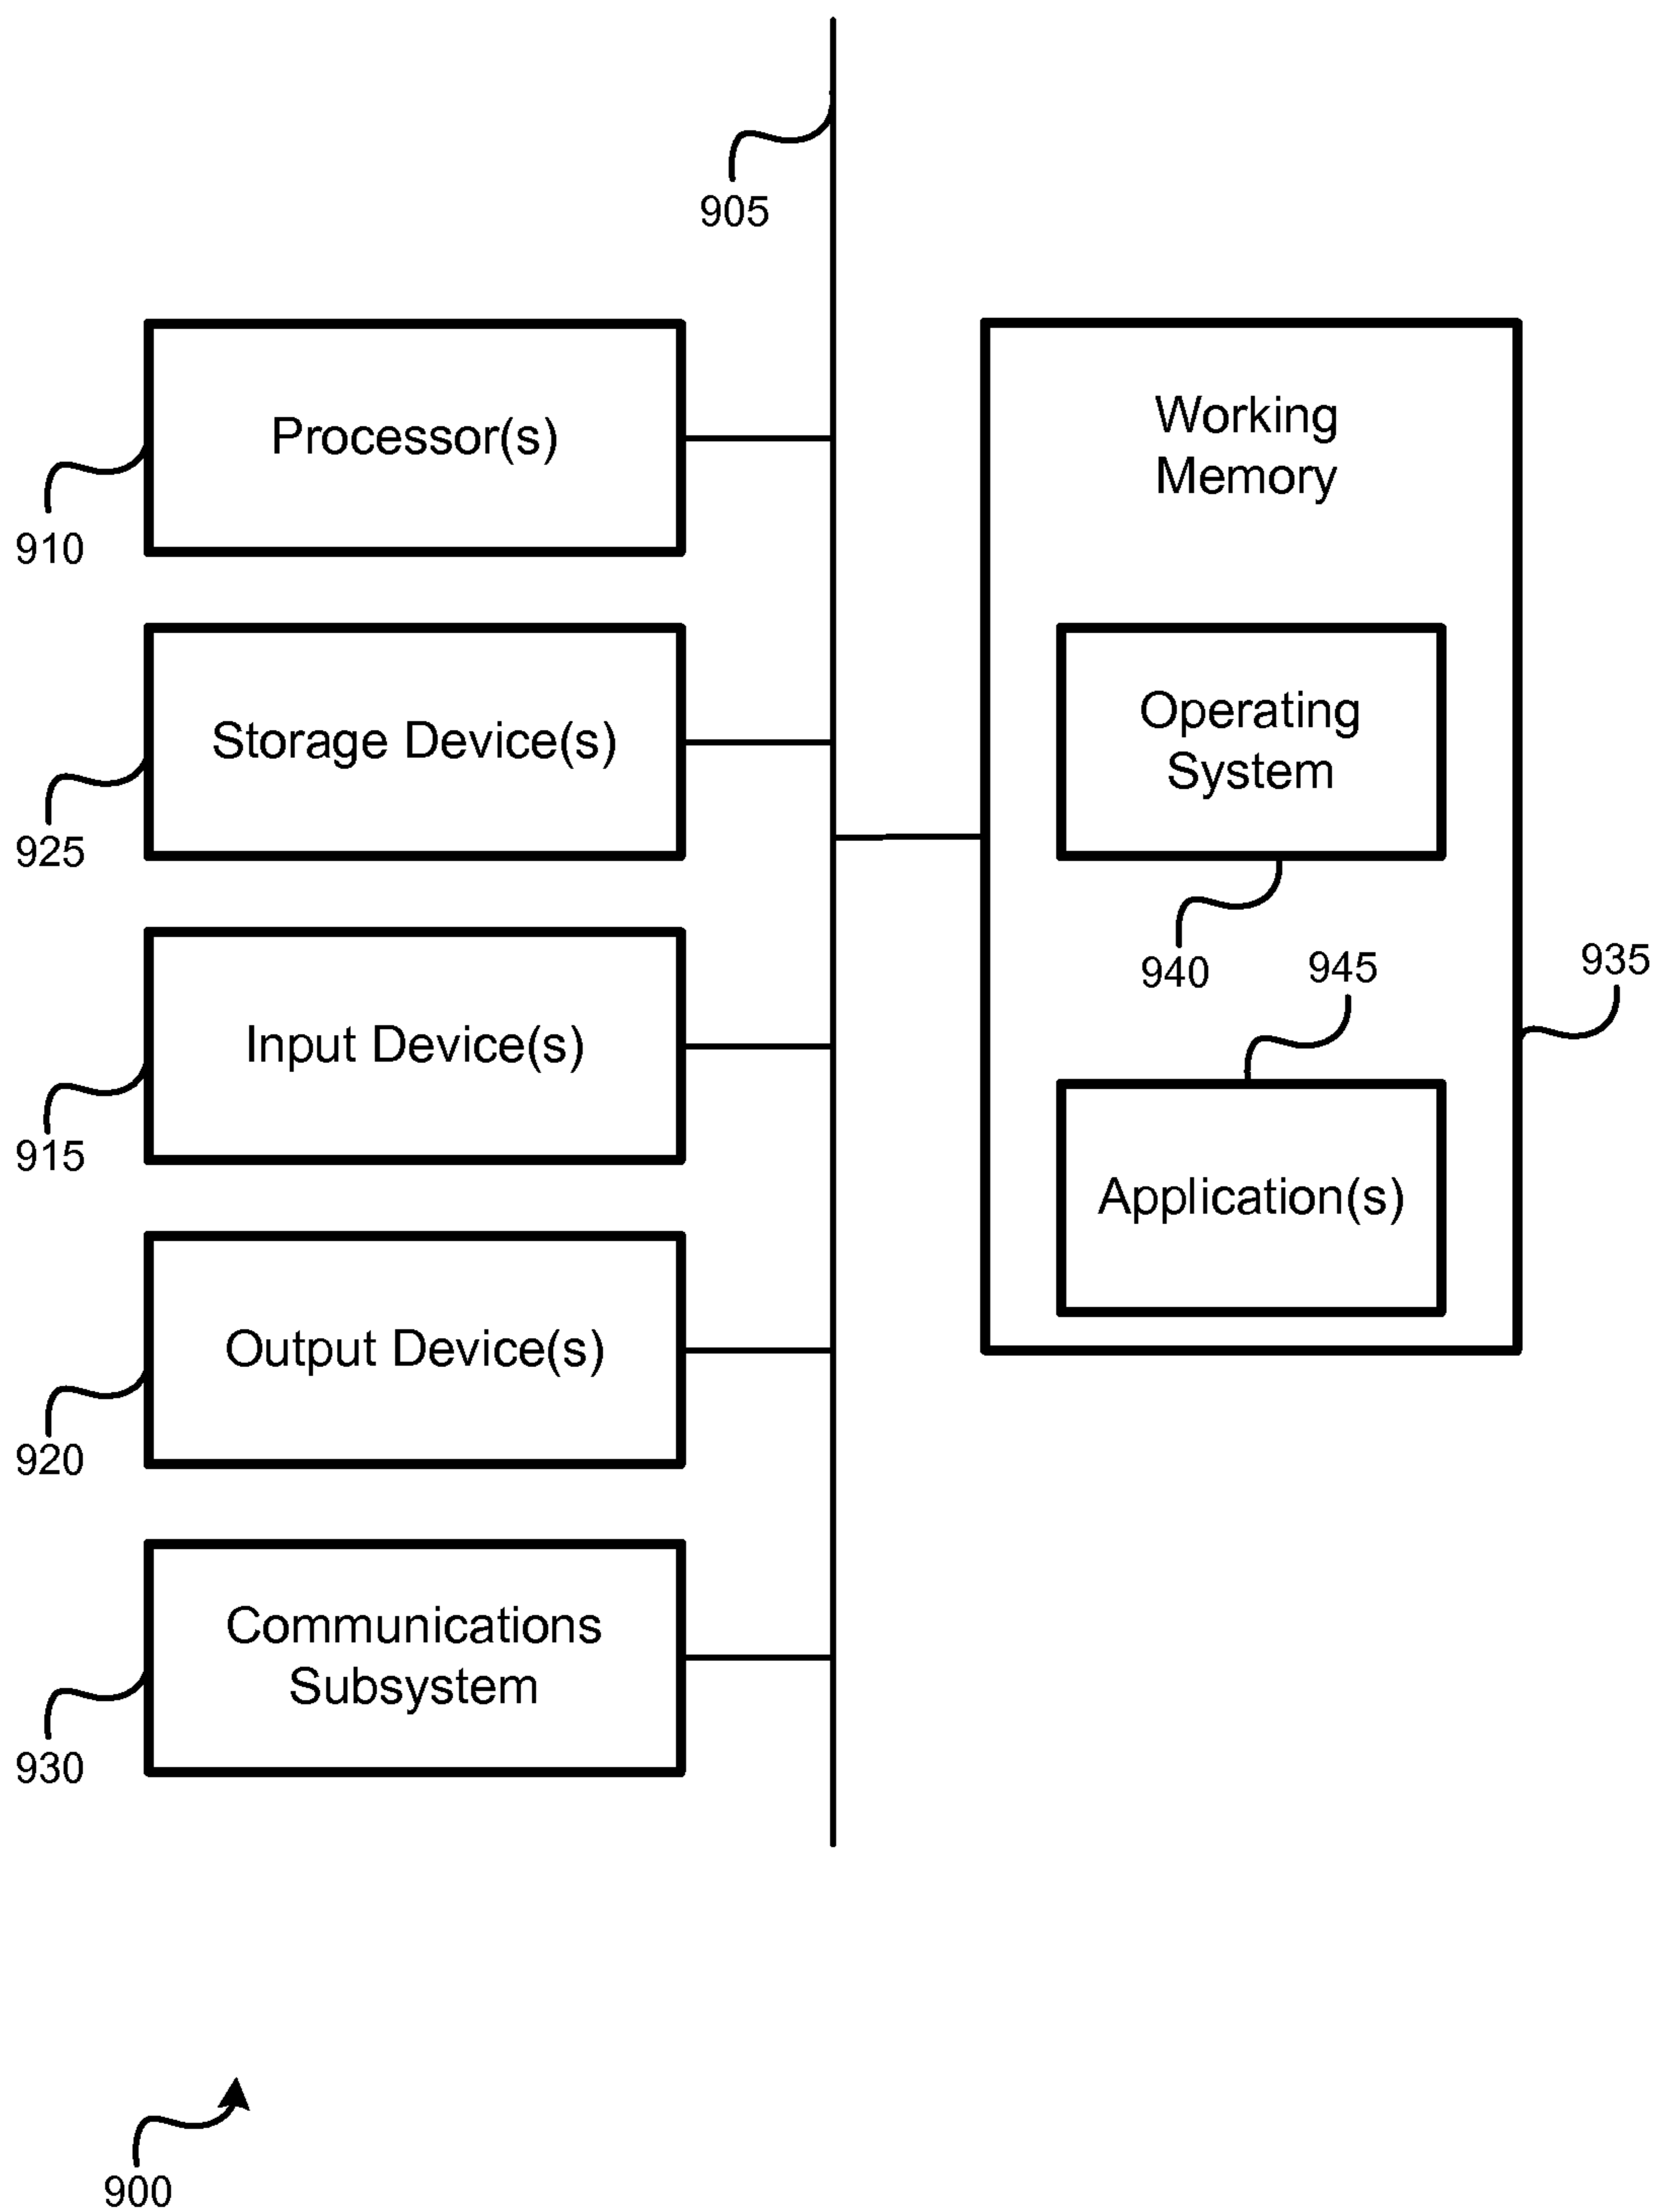 905
Processor(s)
910
Storage Device(s)
925
Input Device(s)
915
Output Device(s)
920
Communications
Subsystem
930
Working
Memory
Operating
System
940
945
935
Application(s)
900